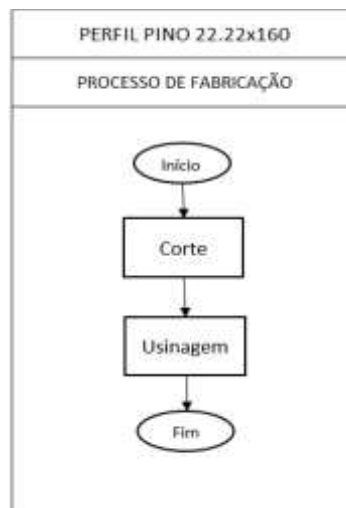 PERFIL PINO 22.22x160
PROCESSO DE FABRICAÇÃO
Início
Corte
Usinagem
Fim